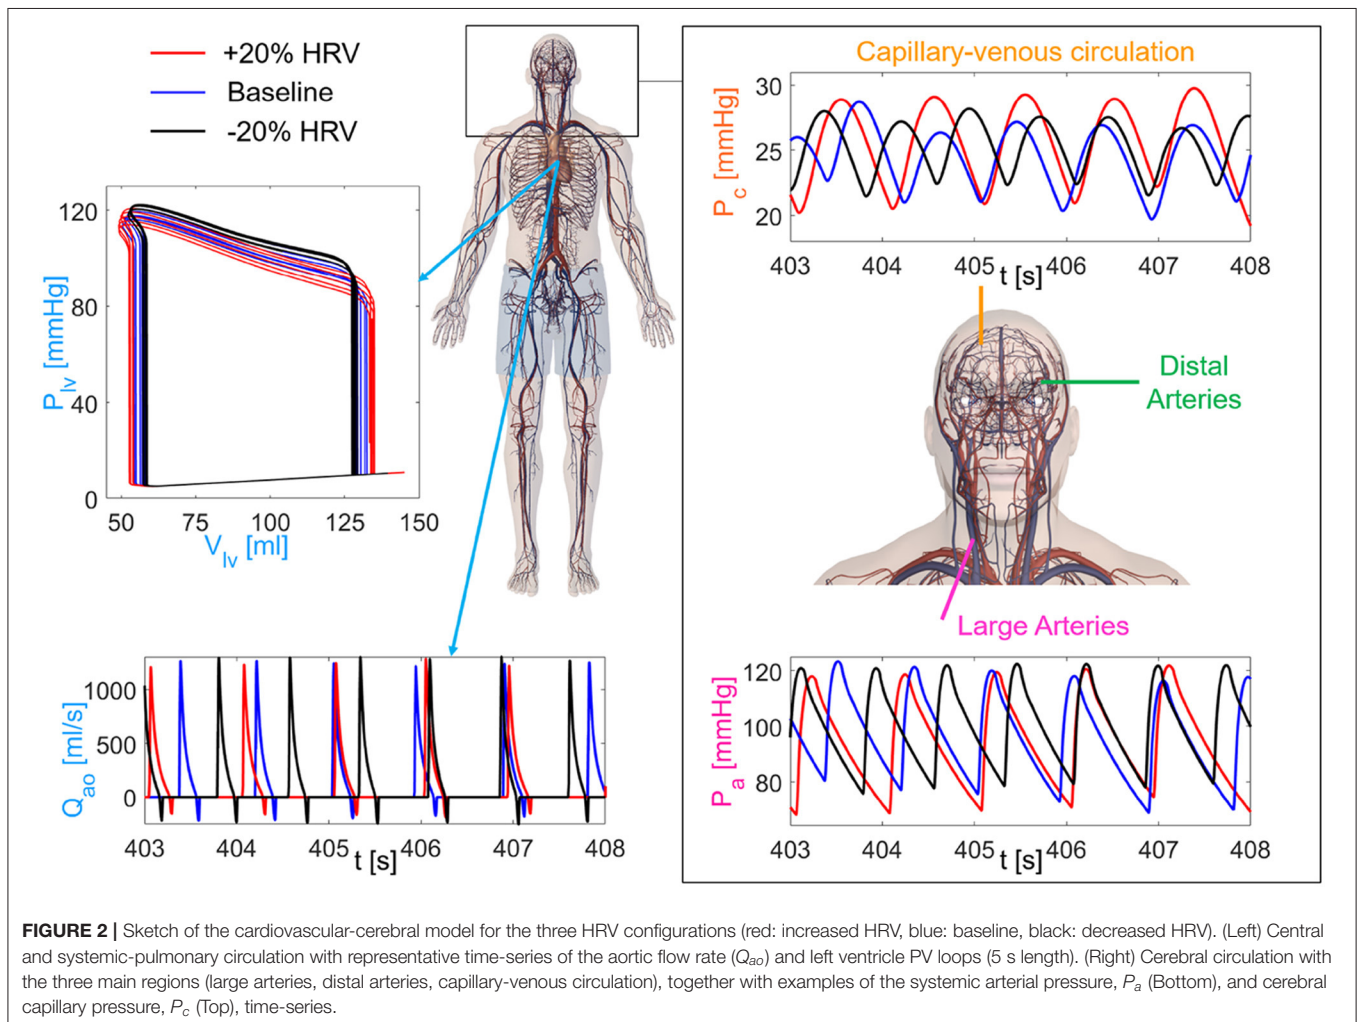 +20% HRV
Baseline
-20% HRV
120
80
40
0
P_lv [mmHg]
50 75 100 125 150
V_lv [ml]
1000
500
0
Q_ao [ml/s]
403 404 405 406 407 408
t [s]
Capillary-venous circulation
30
25
20
P_c [mmHg]
403 404 405 406 407 408
t [s]
Distal
Arteries
Large Arteries
120
100
80
P_a [mmHg]
403 404 405 406 407 408
t [s]
FIGURE 2 | Sketch of the cardiovascular-cerebral model for the three HRV configurations (red: increased HRV, blue: baseline, black: decreased HRV). (Left) Central
and systemic-pulmonary circulation with representative time-series of the aortic flow rate (Qao) and left ventricle PV loops (5 s length). (Right) Cerebral circulation with
the three main regions (large arteries, distal arteries, capillary-venous circulation), together with examples of the systemic arterial pressure, Pa (Bottom), and cerebral
capillary pressure, Pc (Top), time-series.